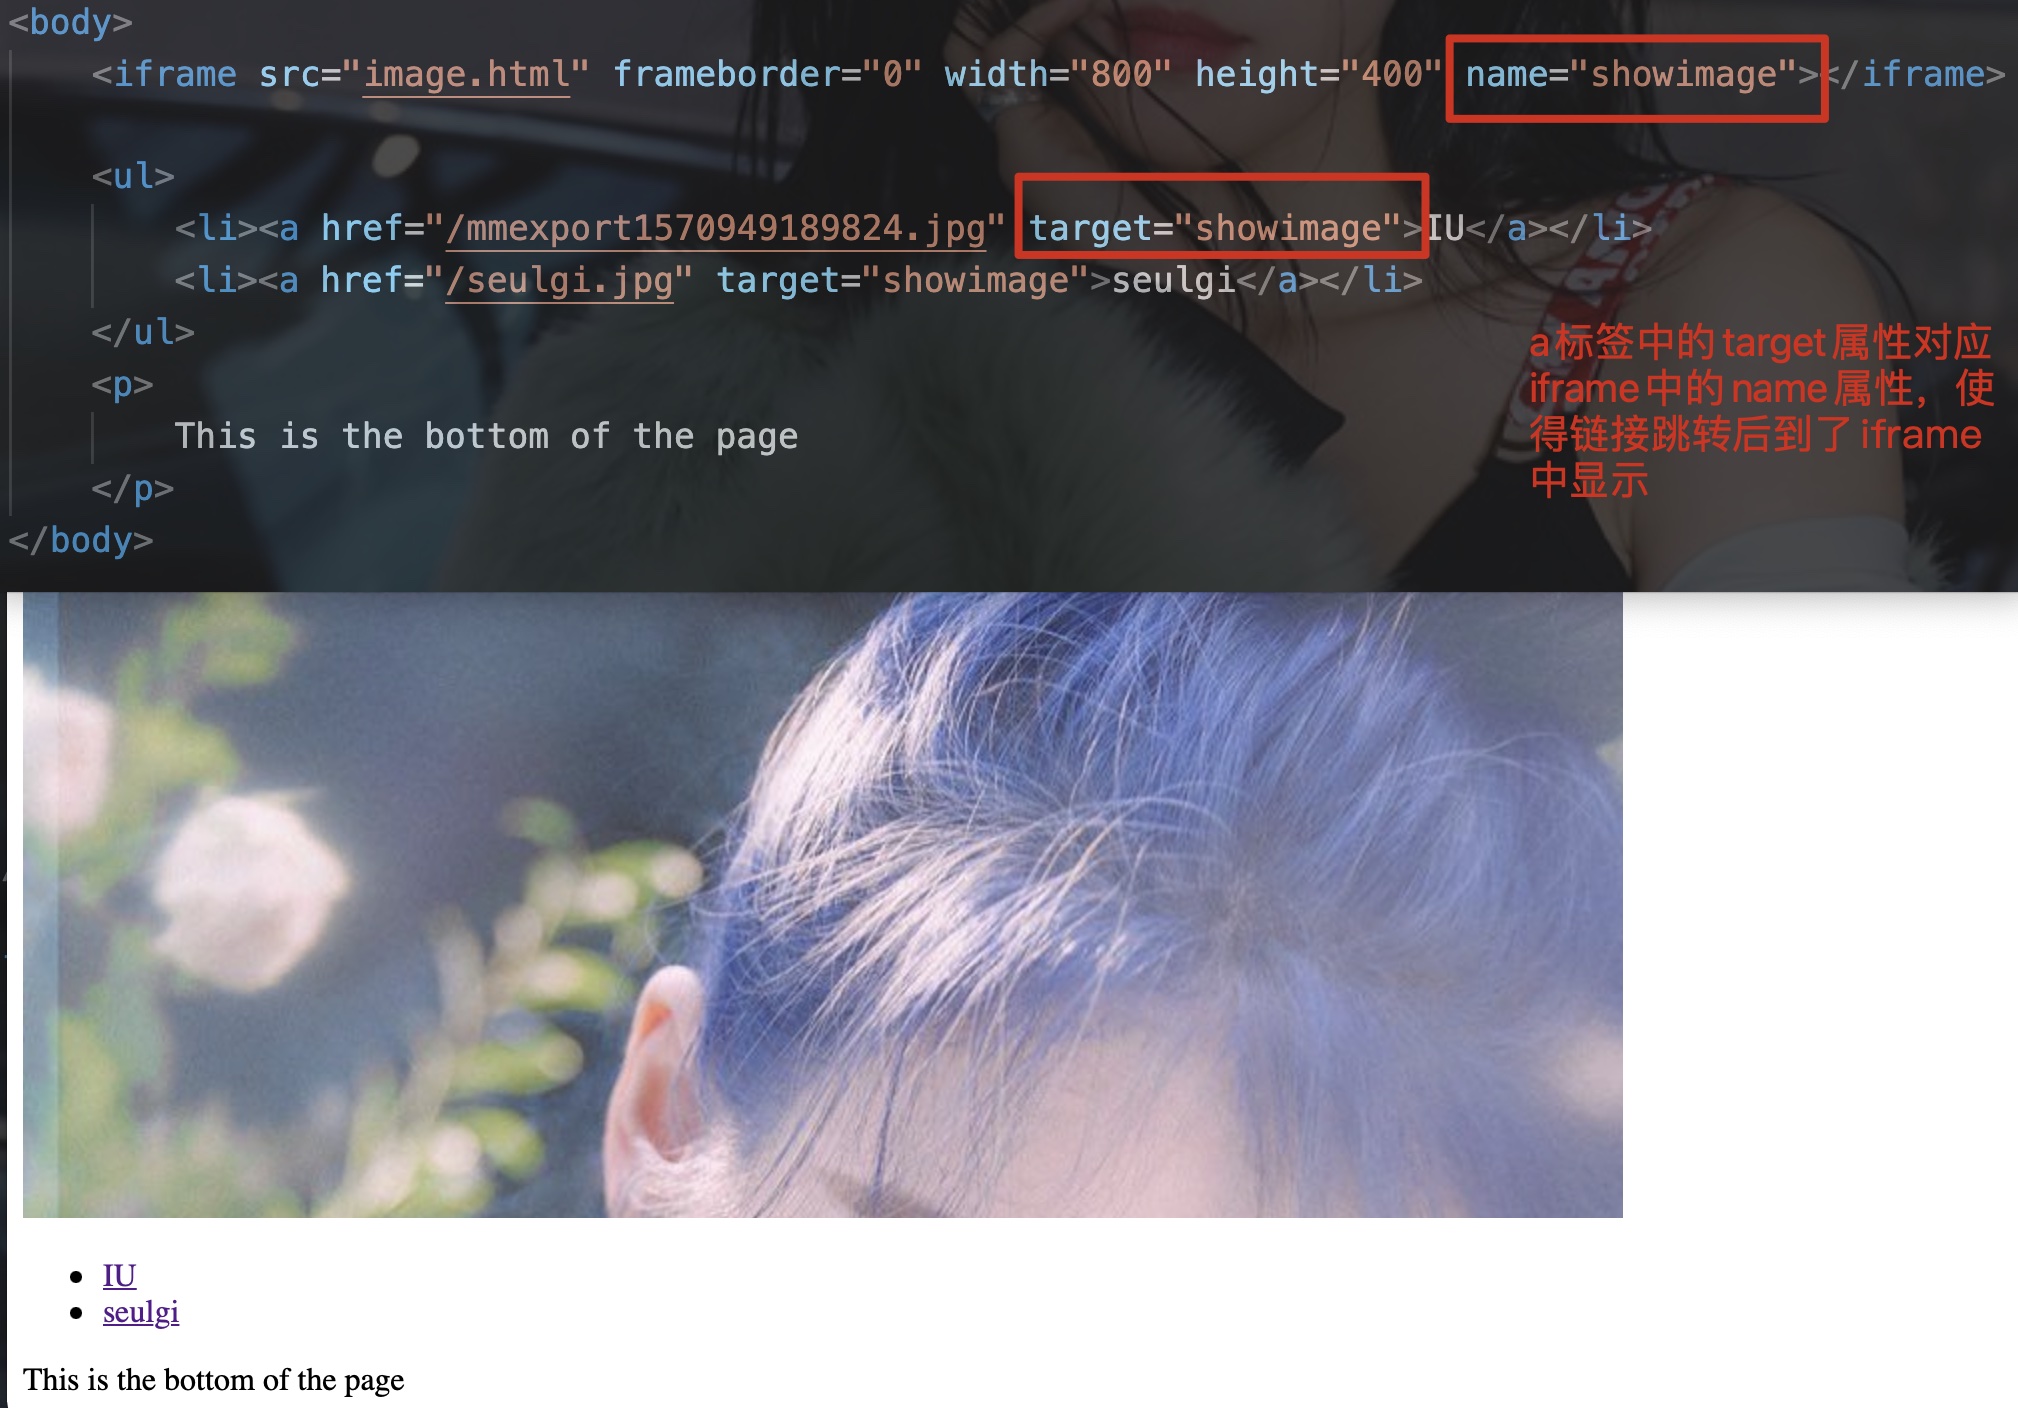 <body>
<iframe src="image.html" frameborder="0" width="800" height="400" name="showimage"></iframe>
<ul>
<li><a href="/mmexport1570949189824.jpg" target="showimage">IU</a></li>
<li><a href="/seulgi.jpg" target="showimage">seulgi</a></li>
</ul>
<p>
This is the bottom of the page
</p>
</body>
a标签中的target属性对应
iframe中的name属性，使
得链接跳转后到了iframe
中显示
IU
seulgi
This is the bottom of the page